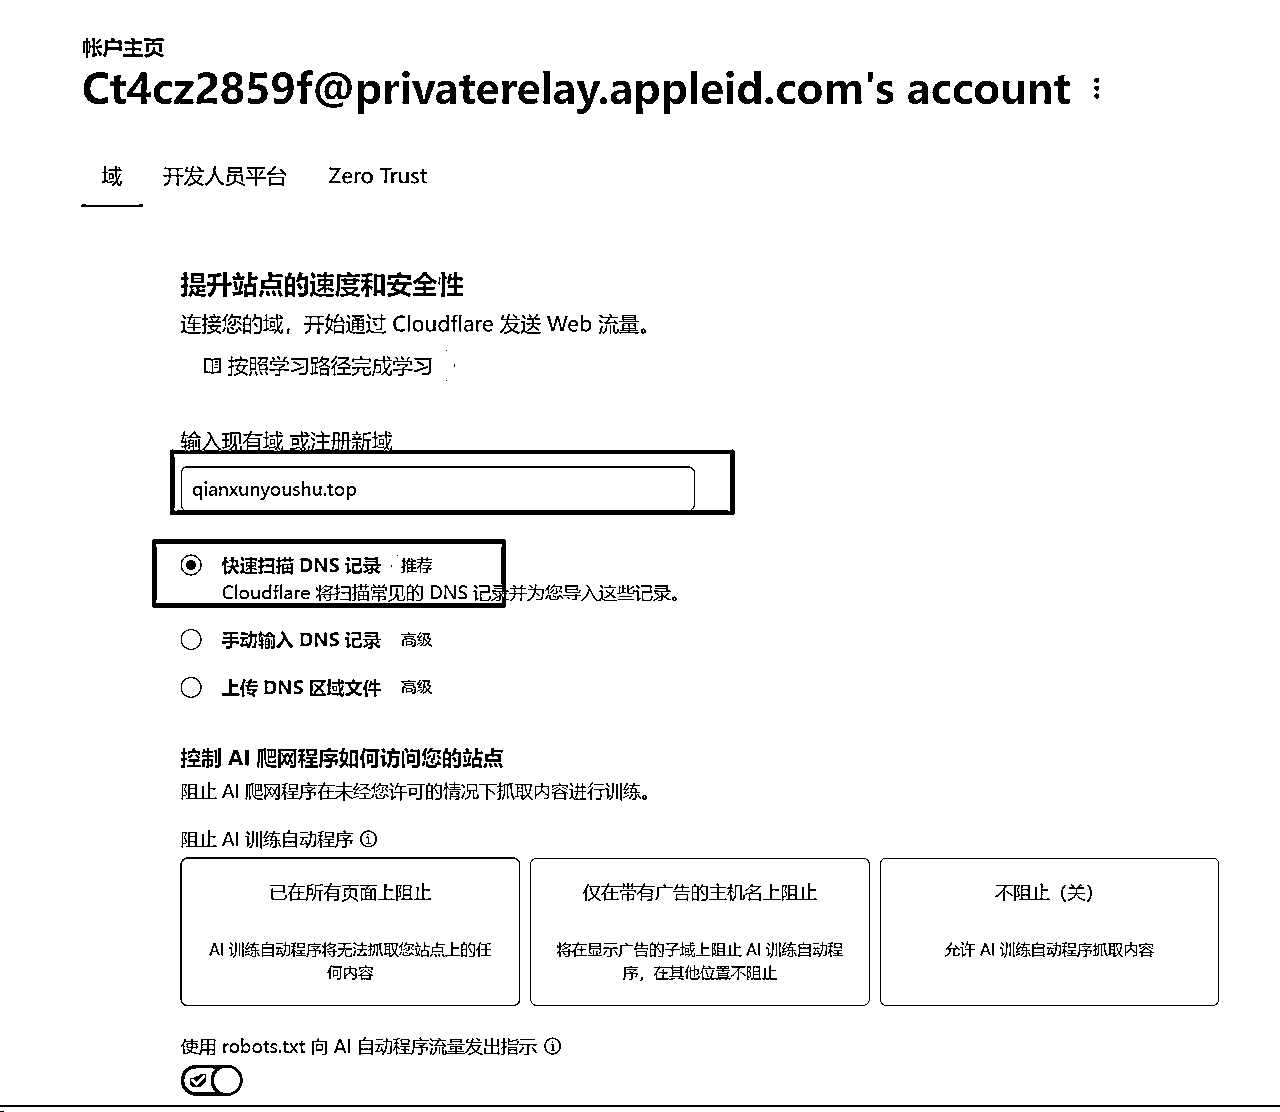 帐户主页
Ct4cz2859f@privaterelay.appleid.com's account
域 开发人员平台 Zero Trust
提升站点的速度和安全性
连接您的域，开始通过 Cloudflare 发送 Web 流量。
按照学习路径完成学习
输入现有域 或注册新域
qianxunyoushu.top
快速扫描 DNS 记录 推荐
Cloudflare 将扫描常见的 DNS 记录并为您导入这些记录。
手动输入 DNS 记录 高级
上传 DNS 区域文件 高级
控制 AI 爬网程序如何访问您的站点
阻止 AI 爬网程序在未经您许可的情况下抓取内容进行训练。
阻止 AI 训练自动程序
已在所有页面上阻止
AI 训练自动程序将无法抓取您站点上的任
何内容
仅在带有广告的主机名上阻止
将在显示广告的子域上阻止 AI 训练自动程
序，在其他位置不阻止
不阻止（关）
允许 AI 训练自动程序抓取内容
使用 robots.txt 向 AI 自动程序流量发出指示